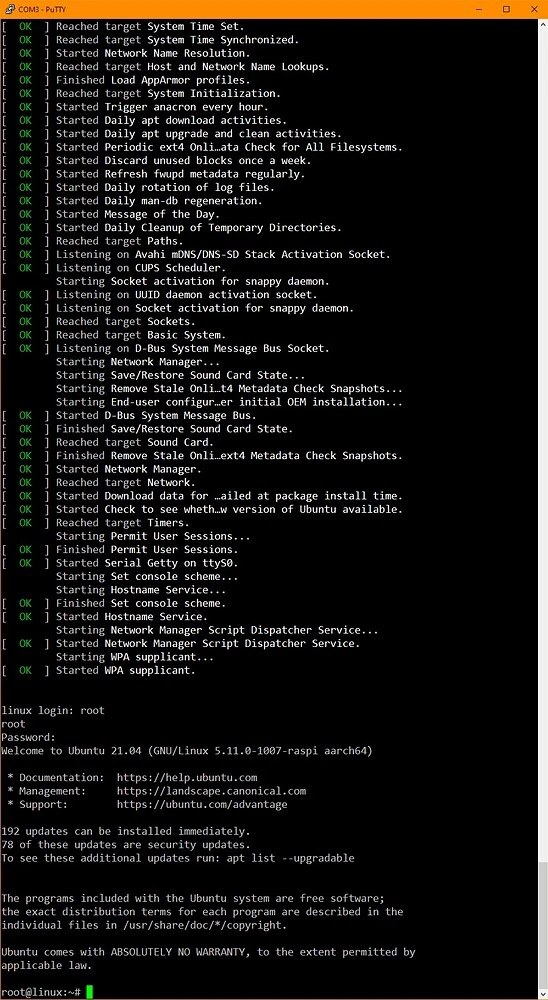 COM3 - PuTTY
[  OK  ] Reached target System Time Set.
[  OK  ] Reached target System Time Synchronized.
[  OK  ] Started Network Name Resolution.
[  OK  ] Reached target Host and Network Name Lookups.
[  OK  ] Finished Load AppArmor profiles.
[  OK  ] Reached target System Initialization.
[  OK  ] Started Trigger anacron every hour.
[  OK  ] Started Daily apt download activities.
[  OK  ] Started Daily apt upgrade and clean activities.
[  OK  ] Started Periodic ext4 Onli…ata Check for All Filesystems.
[  OK  ] Started Discard unused blocks once a week.
[  OK  ] Started Refresh fwupd metadata regularly.
[  OK  ] Started Daily rotation of log files.
[  OK  ] Started Daily man-db regeneration.
[  OK  ] Started Message of the Day.
[  OK  ] Started Daily Cleanup of Temporary Directories.
[  OK  ] Reached target Paths.
[  OK  ] Listening on Avahi mDNS/DNS-SD Stack Activation Socket.
[  OK  ] Listening on CUPS Scheduler.
         Starting Socket activation for snappy daemon.
[  OK  ] Listening on UUID daemon activation socket.
[  OK  ] Listening on Socket activation for snappy daemon.
[  OK  ] Reached target Sockets.
[  OK  ] Reached target Basic System.
[  OK  ] Listening on D-Bus System Message Bus Socket.
         Starting Network Manager...
         Starting Save/Restore Sound Card State...
         Starting Remove Stale Onli…t4 Metadata Check Snapshots...
         Starting End-user configur…er initial OEM installation...
[  OK  ] Started D-Bus System Message Bus.
[  OK  ] Finished Save/Restore Sound Card State.
[  OK  ] Reached target Sound Card.
[  OK  ] Finished Remove Stale Onli…ext4 Metadata Check Snapshots.
[  OK  ] Started Network Manager.
[  OK  ] Reached target Network.
[  OK  ] Started Download data for …ailed at package install time.
[  OK  ] Started Check to see wheth…w version of Ubuntu available.
[  OK  ] Reached target Timers.
         Starting Permit User Sessions...
[  OK  ] Finished Permit User Sessions.
[  OK  ] Started Serial Getty on ttyS0.
         Starting Set console scheme...
         Starting Hostname Service...
[  OK  ] Finished Set console scheme.
[  OK  ] Started Hostname Service.
         Starting Network Manager Script Dispatcher Service...
[  OK  ] Started Network Manager Script Dispatcher Service.
         Starting WPA supplicant...
[  OK  ] Started WPA supplicant.
linux login: root
root
Password:
Welcome to Ubuntu 21.04 (GNU/Linux 5.11.0-1007-raspi aarch64)
 * Documentation:  https://help.ubuntu.com
 * Management:     https://landscape.canonical.com
 * Support:        https://ubuntu.com/advantage
192 updates can be installed immediately.
78 of these updates are security updates.
To see these additional updates run: apt list --upgradable
The programs included with the Ubuntu system are free software;
the exact distribution terms for each program are described in the
individual files in /usr/share/doc/*/copyright.
Ubuntu comes with ABSOLUTELY NO WARRANTY, to the extent permitted by
applicable law.
root@linux:~#